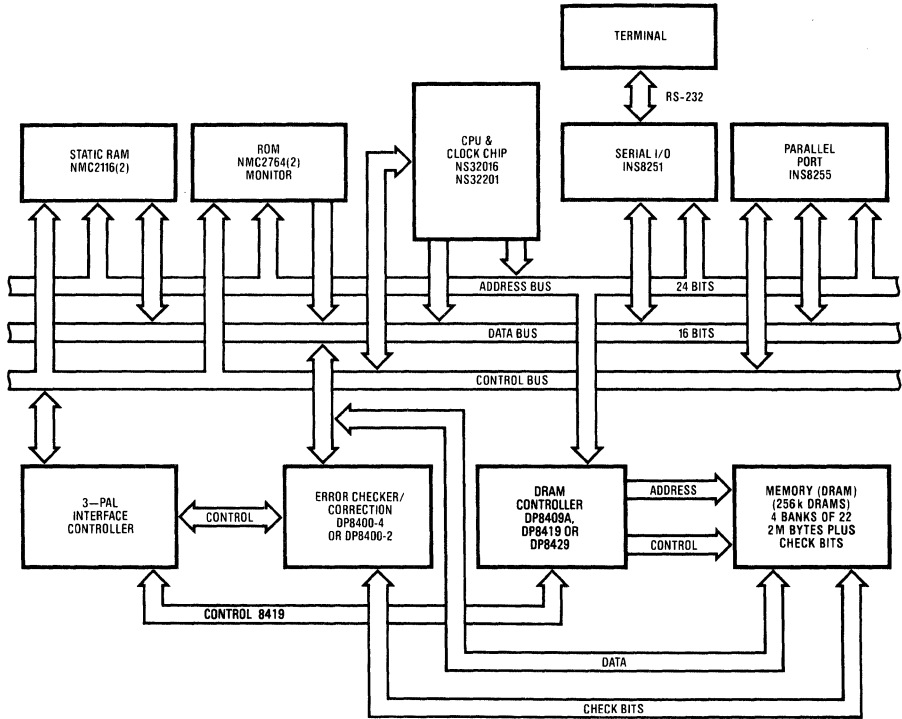 TERMINAL
RS-232
STATIC RAM
NMC2116(2)
ROM
NMC2764(2)
MONITOR
CPU &
CLOCK CHIP
NS32016
NS32201
SERIAL I/O
INS8251
PARALLEL
PORT
INS8255
ADDRESS BUS
24 BITS
DATA BUS
16 BITS
CONTROL BUS
3—PAL
INTERFACE
CONTROLLER
CONTROL
ERROR CHECKER/
CORRECTION
DP8400-4
OR DP8400-2
DRAM
CONTROLLER
DP8409A,
DP8419 OR
DP8429
ADDRESS
CONTROL
MEMORY (DRAM)
(256k DRAMS)
4 BANKS OF 22
2M BYTES PLUS
CHECK BITS
CONTROL 8419
DATA
CHECK BITS